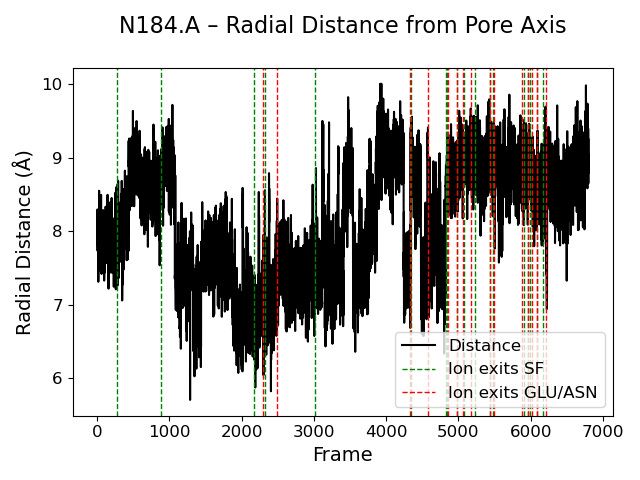 N184.A – Radial Distance from Pore Axis
Radial Distance (Å)
10
9
8
7
6
0
1000
2000
3000
4000
5000
6000
7000
Frame
Distance
Ion exits SF
Ion exits GLU/ASN